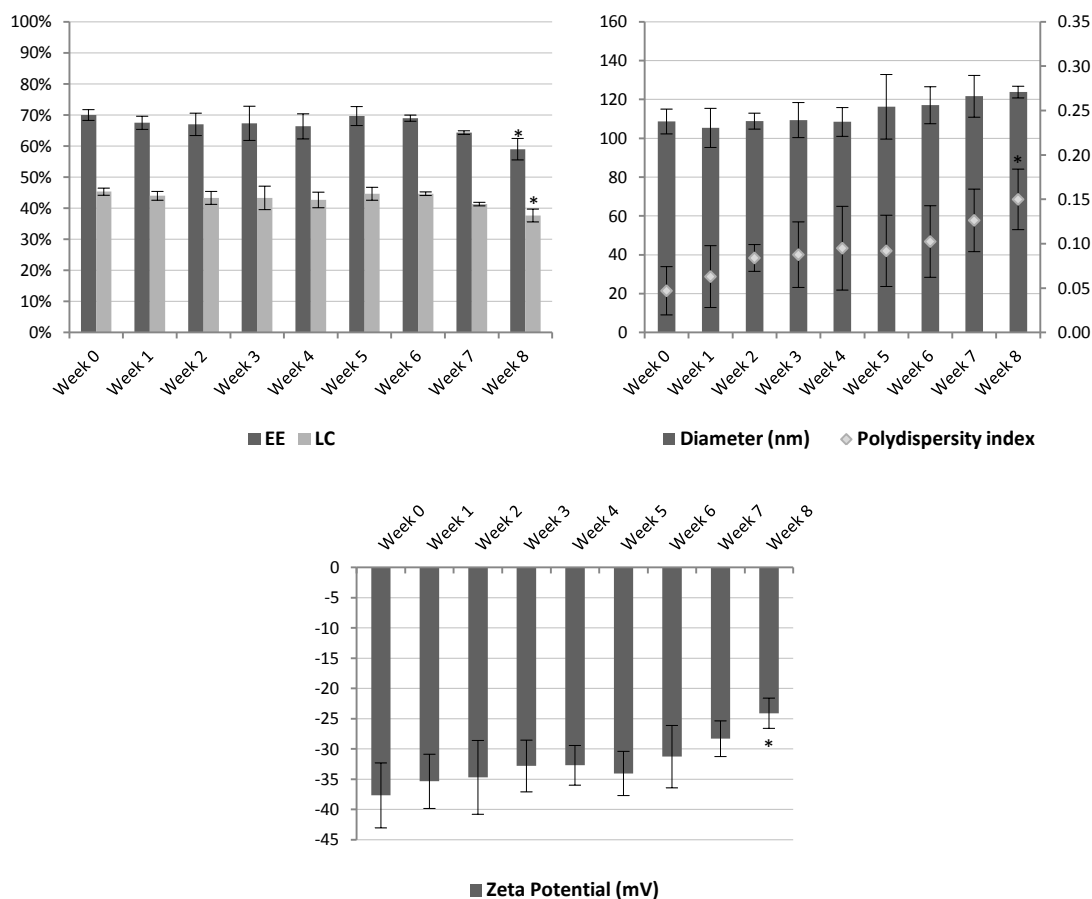 100%
90%
80%
70%
60%
50%
40%
30%
20%
10%
0%
*
*
Week 0
Week 1
Week 2
Week 3
Week 4
Week 5
Week 6
Week 7
Week 8
EE LC
160
140
120
100
80
60
40
20
0
0.35
0.30
0.25
0.20
0.15
0.10
0.05
0.00
*
Week 0
Week 1
Week 2
Week 3
Week 4
Week 5
Week 6
Week 7
Week 8
Diameter (nm) Polydispersity index
Week 0
Week 1
Week 2
Week 3
Week 4
Week 5
Week 6
Week 7
Week 8
0
-5
-10
-15
-20
-25
-30
-35
-40
-45
*
Zeta Potential (mV)